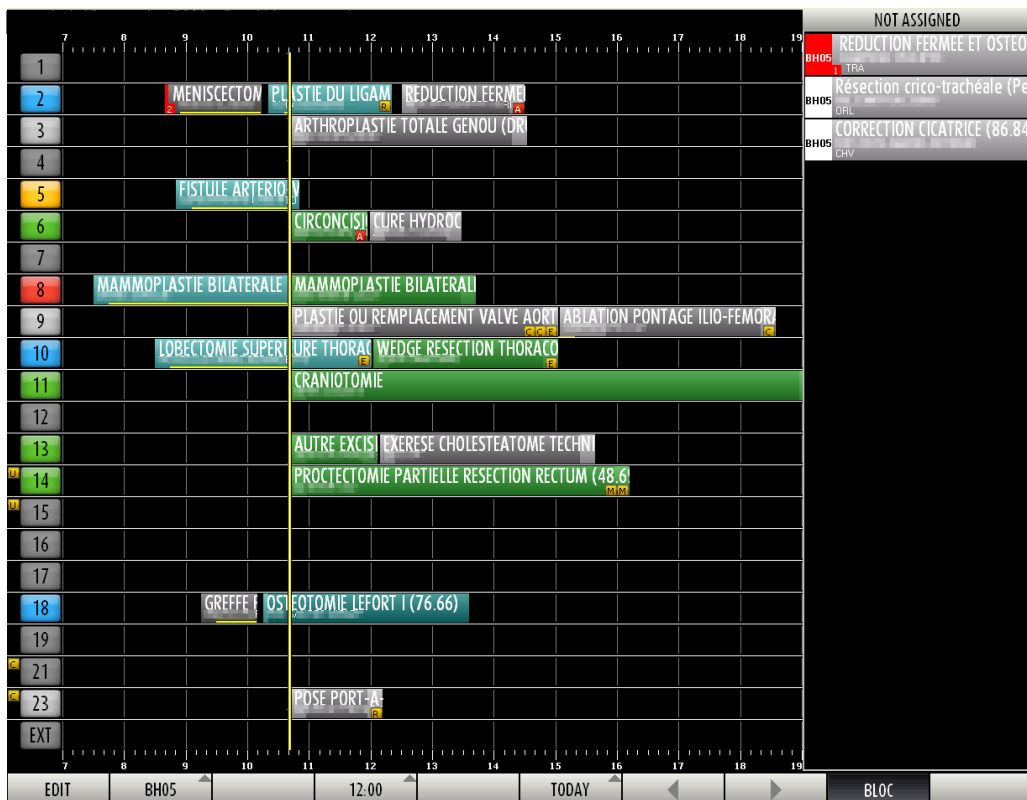 NOT ASSIGNED
7 8 9 10 11 12 13 14 15 16 17 18 19
BH05 REDUCTION FERMEE ET OSTEO
1 TRA
BH05 Résection crico-trachéale (Pe
ORL
BH05 CORRECTION CICATRICE (86.84
CHV
1
2 2 MENISCECTOM PLASTIE DU LIGAM R REDUCTION FERME A
3 ARTHROPLASTIE TOTALE GENOU (DR
4
5 FISTULE ARTERIO
6 CIRCONCISI A CURE HYDROC
7
8 MAMMOPLASTIE BILATERALE MAMMOPLASTIE BILATERAL
9 PLASTIE OU REMPLACEMENT VALVE AORT C C E ABLATION PONTAGE ILIO-FEMOR C
10 LOBECTOMIE SUPERI URE THORAC E WEDGE RESECTION THORACO E
11 CRANIOTOMIE
12
13 AUTRE EXCIS EXERESE CHOLESTEATOME TECHNI
U 14 PROCTECTOMIE PARTIELLE RESECTION RECTUM (48.6 M M
U 15
16
17
18 GREFFE OSTEOTOMIE LEFORT I (76.66)
19
C 21
C 23 POSE PORT-A- R
EXT
7 8 9 10 11 12 13 14 15 16 17 18 19
EDIT BH05 12:00 TODAY BLOC